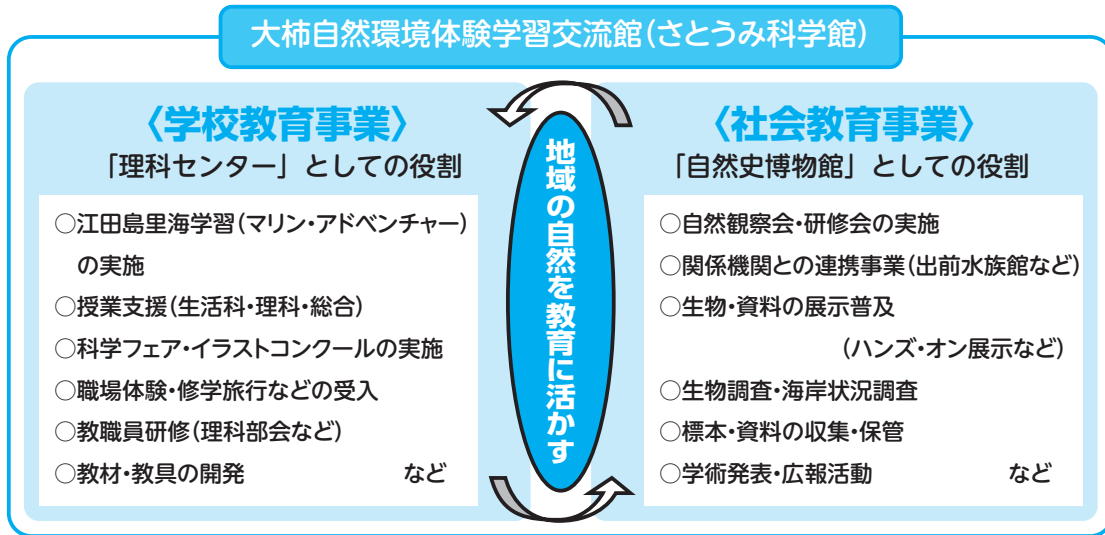 大柿自然環境体験学習交流館(さとうみ科学館)
〈学校教育事業〉
「理科センター」としての役割
○江田島里海学習(マリン・アドベンチャー)
の実施
○授業支援(生活科・理科・総合)
○科学フェア・イラストコンクールの実施
○職場体験・修学旅行などの受入
○教職員研修(理科部会など)
○教材・教具の開発 など
地域の自然を教育に活かす
〈社会教育事業〉
「自然史博物館」としての役割
○自然観察会・研修会の実施
○関係機関との連携事業(出前水族館など)
○生物・資料の展示普及
(ハンズ・オン展示など)
○生物調査・海岸状況調査
○標本・資料の収集・保管
○学術発表・広報活動 など